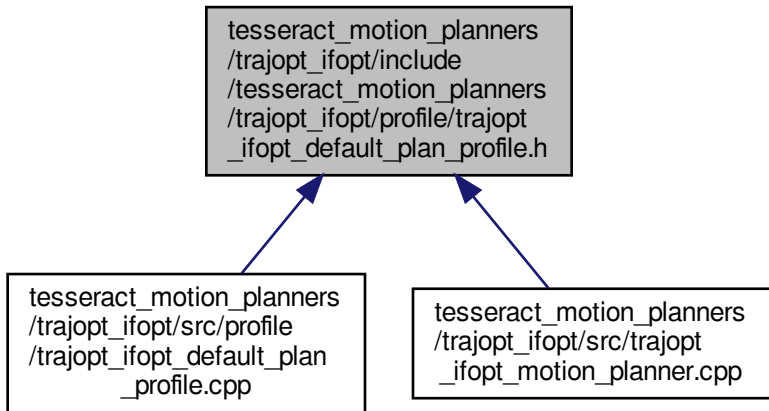 tesseract_motion_planners
/trajopt_ifopt/include
/tesseract_motion_planners
/trajopt_ifopt/profile/trajopt
_ifopt_default_plan_profile.h
tesseract_motion_planners
/trajopt_ifopt/src/profile
/trajopt_ifopt_default_plan
_profile.cpp
tesseract_motion_planners
/trajopt_ifopt/src/trajopt
_ifopt_motion_planner.cpp